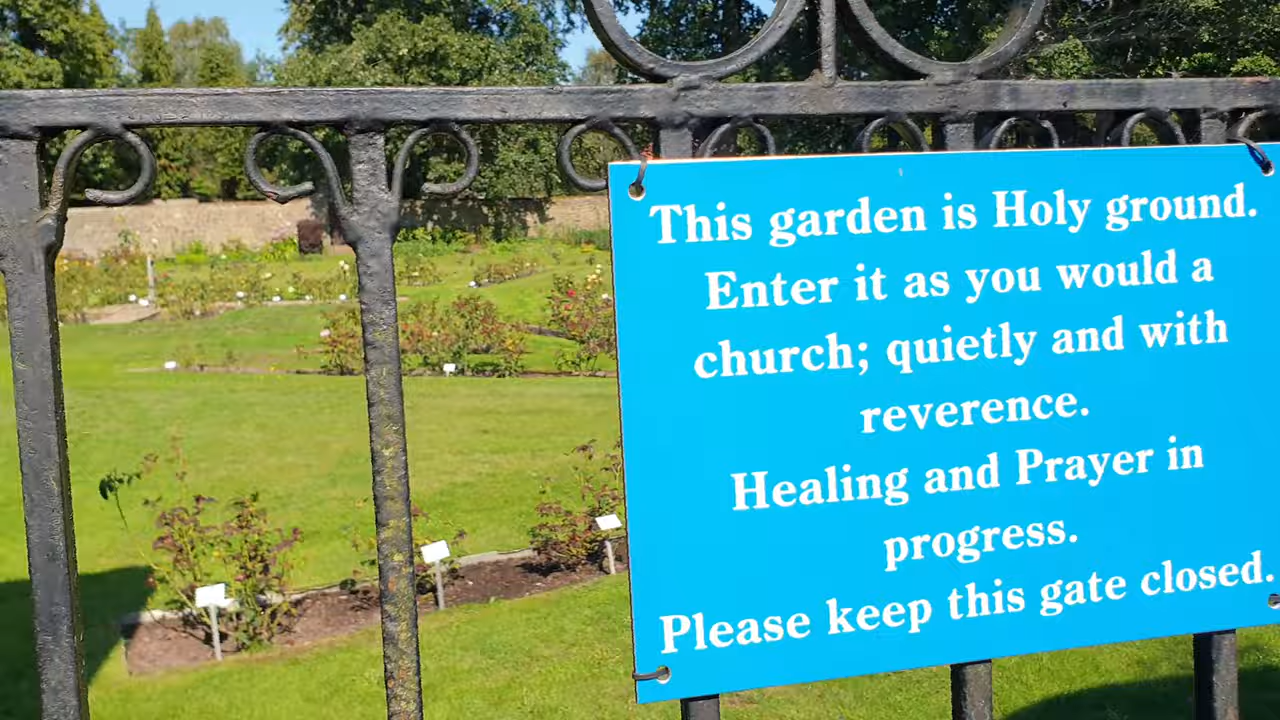 This garden is Holy ground.
Enter it as you would a
church; quietly and with
reverence.
Healing and Prayer in
progress.
Please keep this gate closed.